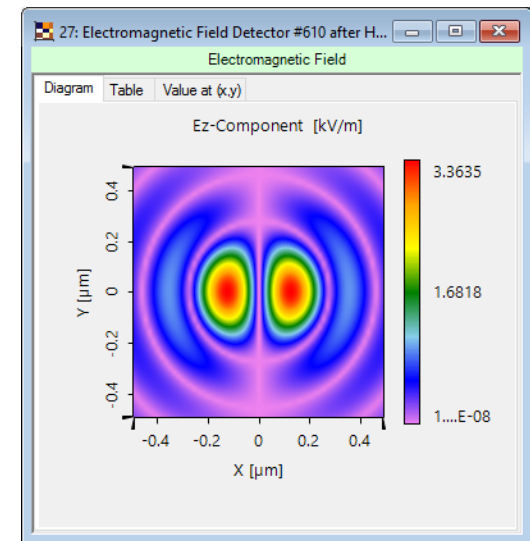 27: Electromagnetic Field Detector #610 after H...
Electromagnetic Field
Diagram Table Value at (x,y)
Ez-Component [kV/m]
3.3635
1.6818
1....E-08
Y [µm]
0.4
0.2
0
-0.2
-0.4
-0.4 -0.2 0 0.2 0.4
X [µm]